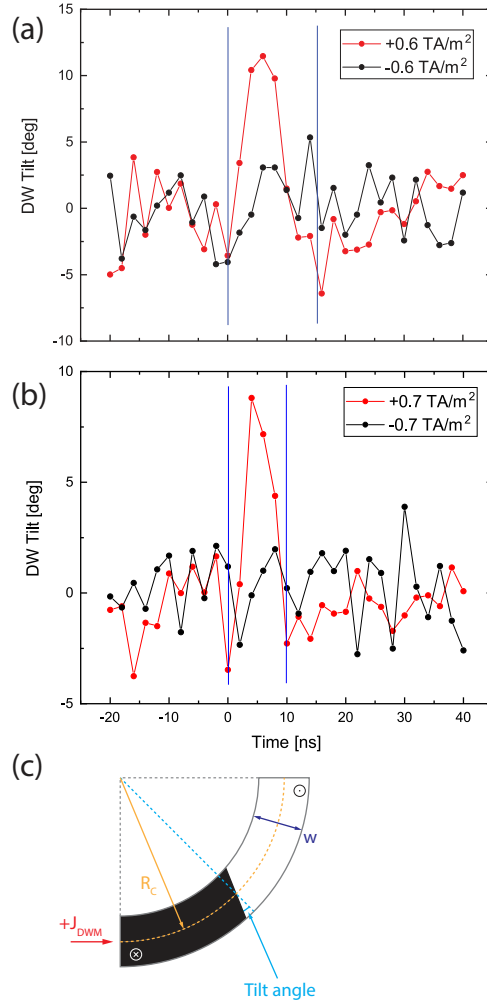 (a)
15
10
5
0
-5
-10
DW Tilt [deg]
+0.6 TA/m²
-0.6 TA/m²
(b)
10
5
0
-5
DW Tilt [deg]
+0.7 TA/m²
-0.7 TA/m²
-20 -10 0 10 20 30 40
Time [ns]
(c)
w
R_C
+J_DWM
Tilt angle